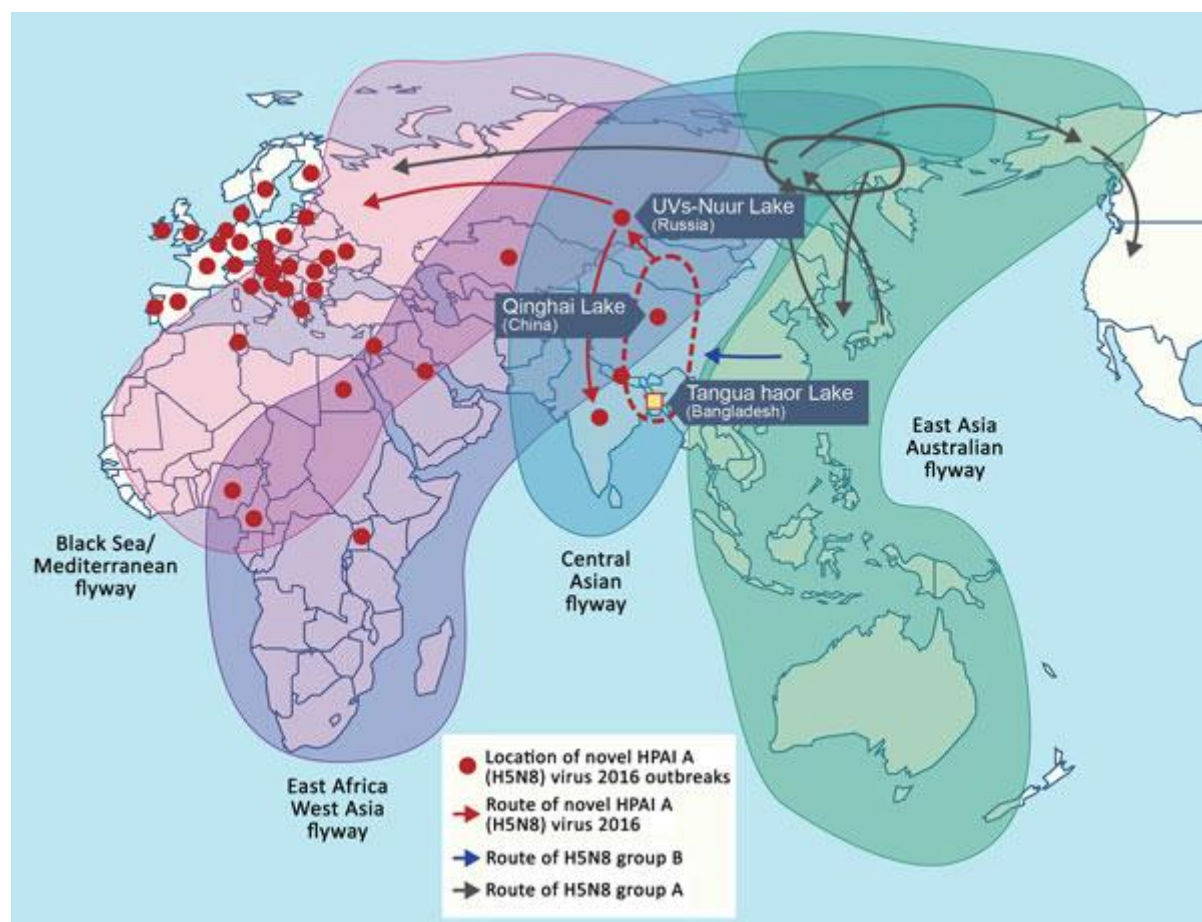 UVs-Nuur Lake
(Russia)
Qinghai Lake
(China)
Tangua haor Lake
(Bangladesh)
East Asia
Australian
flyway
Black Sea/
Mediterranean
flyway
Central
Asian
flyway
East Africa
West Asia
flyway
Location of novel HPAI A
(H5N8) virus 2016 outbreaks
Route of novel HPAI A
(H5N8) virus 2016
Route of H5N8 group B
Route of H5N8 group A